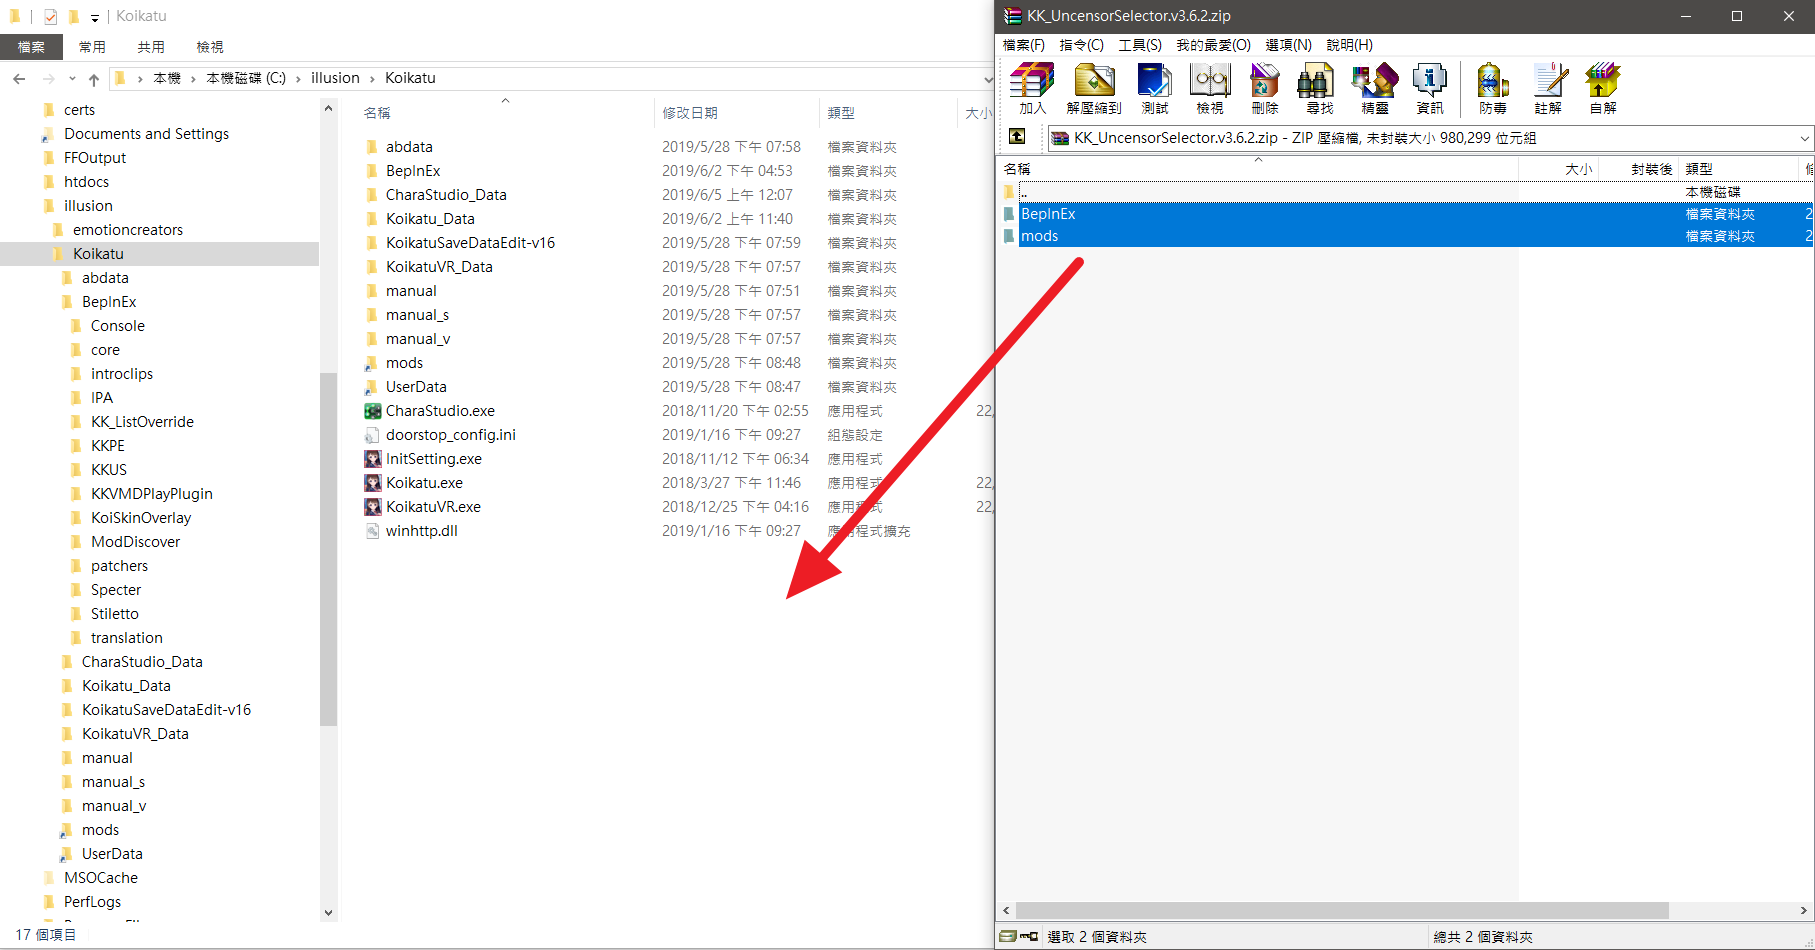 Koikatu
檔案 常用 共用 檢視
本機 本機磁碟 (C:) illusion Koikatu
certs
Documents and Settings
FFOutput
htdocs
illusion
emotioncreators
Koikatu
abdata
BepInEx
Console
core
introclips
IPA
KK_ListOverride
KKPE
KKUS
KKVMDPlayPlugin
KoiSkinOverlay
ModDiscover
patchers
Specter
Stiletto
translation
CharaStudio_Data
Koikatu_Data
KoikatuSaveDataEdit-v16
KoikatuVR_Data
manual
manual_s
manual_v
mods
UserData
MSOCache
PerfLogs
名稱 修改日期 類型 大小
abdata 2019/5/28 下午 07:58 檔案資料夾
BepInEx 2019/6/2 下午 04:53 檔案資料夾
CharaStudio_Data 2019/6/5 上午 12:07 檔案資料夾
Koikatu_Data 2019/6/2 上午 11:40 檔案資料夾
KoikatuSaveDataEdit-v16 2019/5/28 下午 07:59 檔案資料夾
KoikatuVR_Data 2019/5/28 下午 07:57 檔案資料夾
manual 2019/5/28 下午 07:51 檔案資料夾
manual_s 2019/5/28 下午 07:57 檔案資料夾
manual_v 2019/5/28 下午 07:57 檔案資料夾
mods 2019/5/28 下午 08:48 檔案資料夾
UserData 2019/5/28 下午 08:47 檔案資料夾
CharaStudio.exe 2018/11/20 下午 02:55 應用程式 22,
doorstop_config.ini 2019/1/16 下午 09:27 組態設定
InitSetting.exe 2018/11/12 下午 06:34 應用程式
Koikatu.exe 2018/3/27 下午 11:46 應用程式 22,
KoikatuVR.exe 2018/12/25 下午 04:16 應用程式 22,
winhttp.dll 2019/1/16 下午 09:27 應用程式擴充
17 個項目
KK_UncensorSelector.v3.6.2.zip
檔案(F) 指令(C) 工具(S) 我的最愛(O) 選項(N) 說明(H)
加入 解壓縮到 測試 檢視 刪除 尋找 精靈 資訊 防毒 註解 自解
KK_UncensorSelector.v3.6.2.zip - ZIP 壓縮檔, 未封裝大小 980,299 位元組
名稱 大小 封裝後 類型
.. 本機磁碟
BepInEx 檔案資料夾 2
mods 檔案資料夾 2
選取 2 個資料夾 總共 2 個資料夾